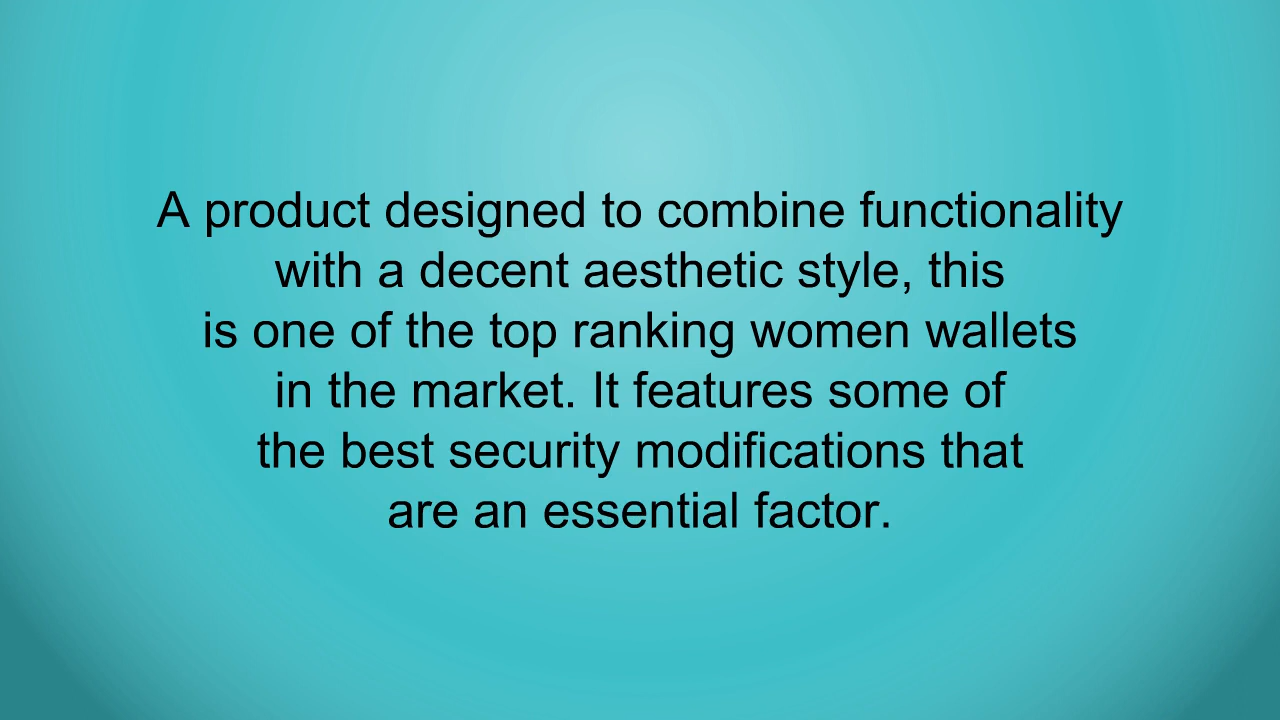 A product designed to combine functionality
with a decent aesthetic style, this
is one of the top ranking women wallets
in the market. It features some of
the best security modifications that
are an essential factor.